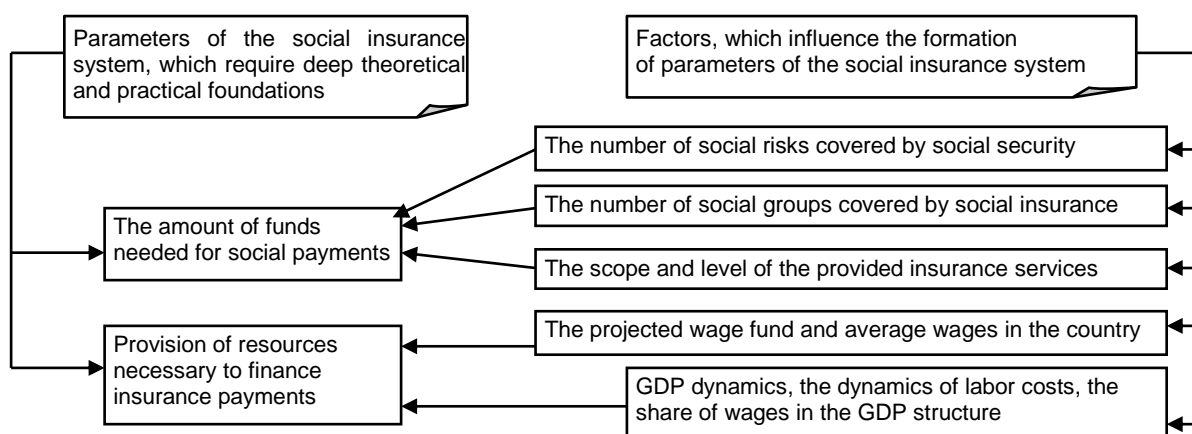 Parameters of the social insurance
system, which require deep theoretical
and practical foundations
Factors, which influence the formation
of parameters of the social insurance system
The number of social risks covered by social security
The number of social groups covered by social insurance
The amount of funds
needed for social payments
The scope and level of the provided insurance services
The projected wage fund and average wages in the country
Provision of resources
necessary to finance
insurance payments
GDP dynamics, the dynamics of labor costs, the
share of wages in the GDP structure